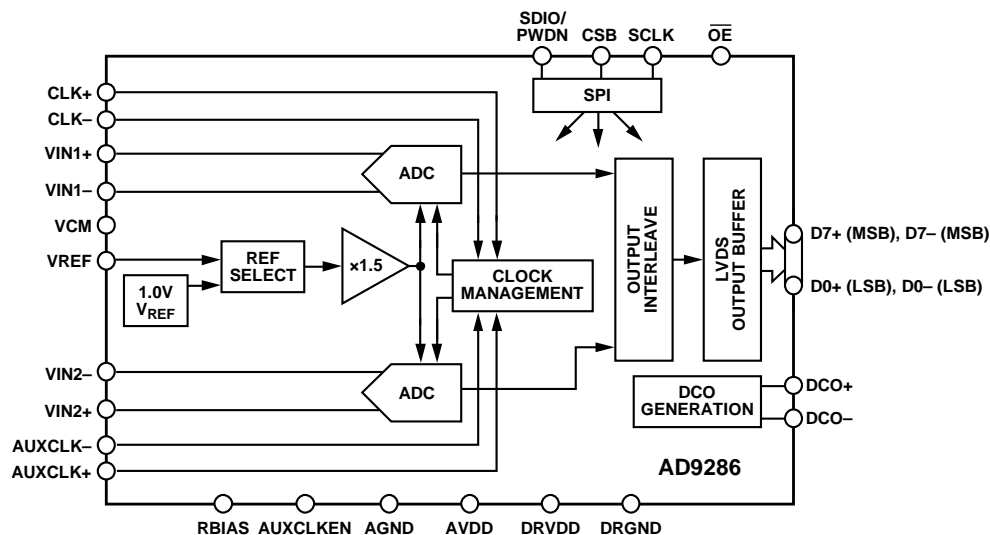 SDIO/
PWDN
CSB
SCLK
OE
SPI
CLK+
CLK–
VIN1+
VIN1–
VCM
VREF
ADC
REF
SELECT
×1.5
1.0V
VREF
CLOCK
MANAGEMENT
OUTPUT
INTERLEAVE
LVDS
OUTPUT BUFFER
D7+ (MSB), D7– (MSB)
D0+ (LSB), D0– (LSB)
VIN2–
VIN2+
ADC
AUXCLK–
AUXCLK+
DCO
GENERATION
DCO+
DCO–
AD9286
RBIAS
AUXCLKEN
AGND
AVDD
DRVDD
DRGND